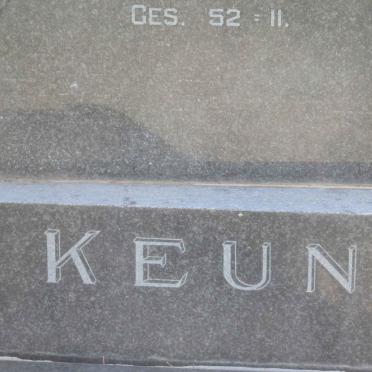 GES. 52 : 11.
KEUN